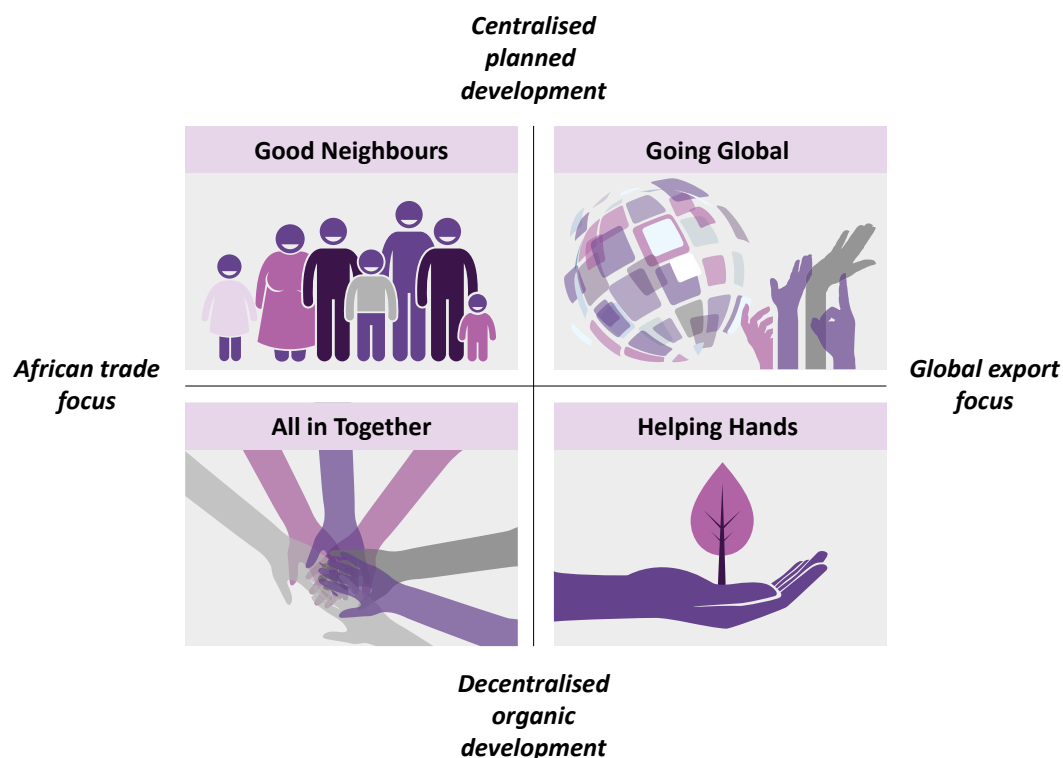 Centralised
planned
development
Good Neighbours
Going Global
African trade
focus
Global export
focus
All in Together
Helping Hands
Decentralised
organic
development